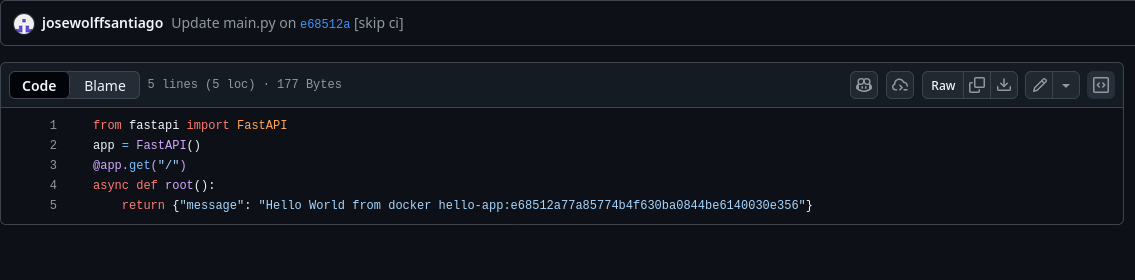 josewolffsantiago Update main.py on e68512a [skip ci]
Code Blame 5 lines (5 loc) · 177 Bytes Raw
1 from fastapi import FastAPI
2 app = FastAPI()
3 @app.get("/")
4 async def root():
5     return {"message": "Hello World from docker hello-app:e68512a77a85774b4f630ba0844be6140030e356"}